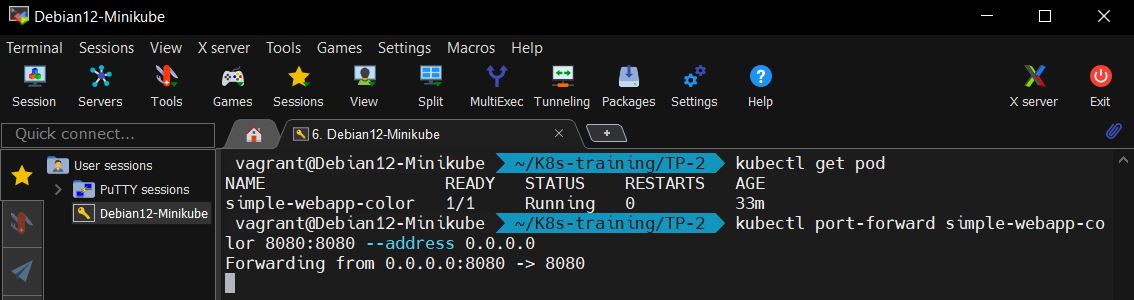 Debian12-Minikube
Terminal Sessions View X server Tools Games Settings Macros Help
Session Servers Tools Games Sessions View Split MultiExec Tunneling Packages Settings Help X server Exit
Quick connect...
6. Debian12-Minikube
User sessions
PuTTY sessions
Debian12-Minikube
vagrant@Debian12-Minikube ~/K8s-training/TP-2 kubectl get pod
NAME READY STATUS RESTARTS AGE
simple-webapp-color 1/1 Running 0 33m
vagrant@Debian12-Minikube ~/K8s-training/TP-2 kubectl port-forward simple-webapp-co
lor 8080:8080 --address 0.0.0.0
Forwarding from 0.0.0.0:8080 -> 8080